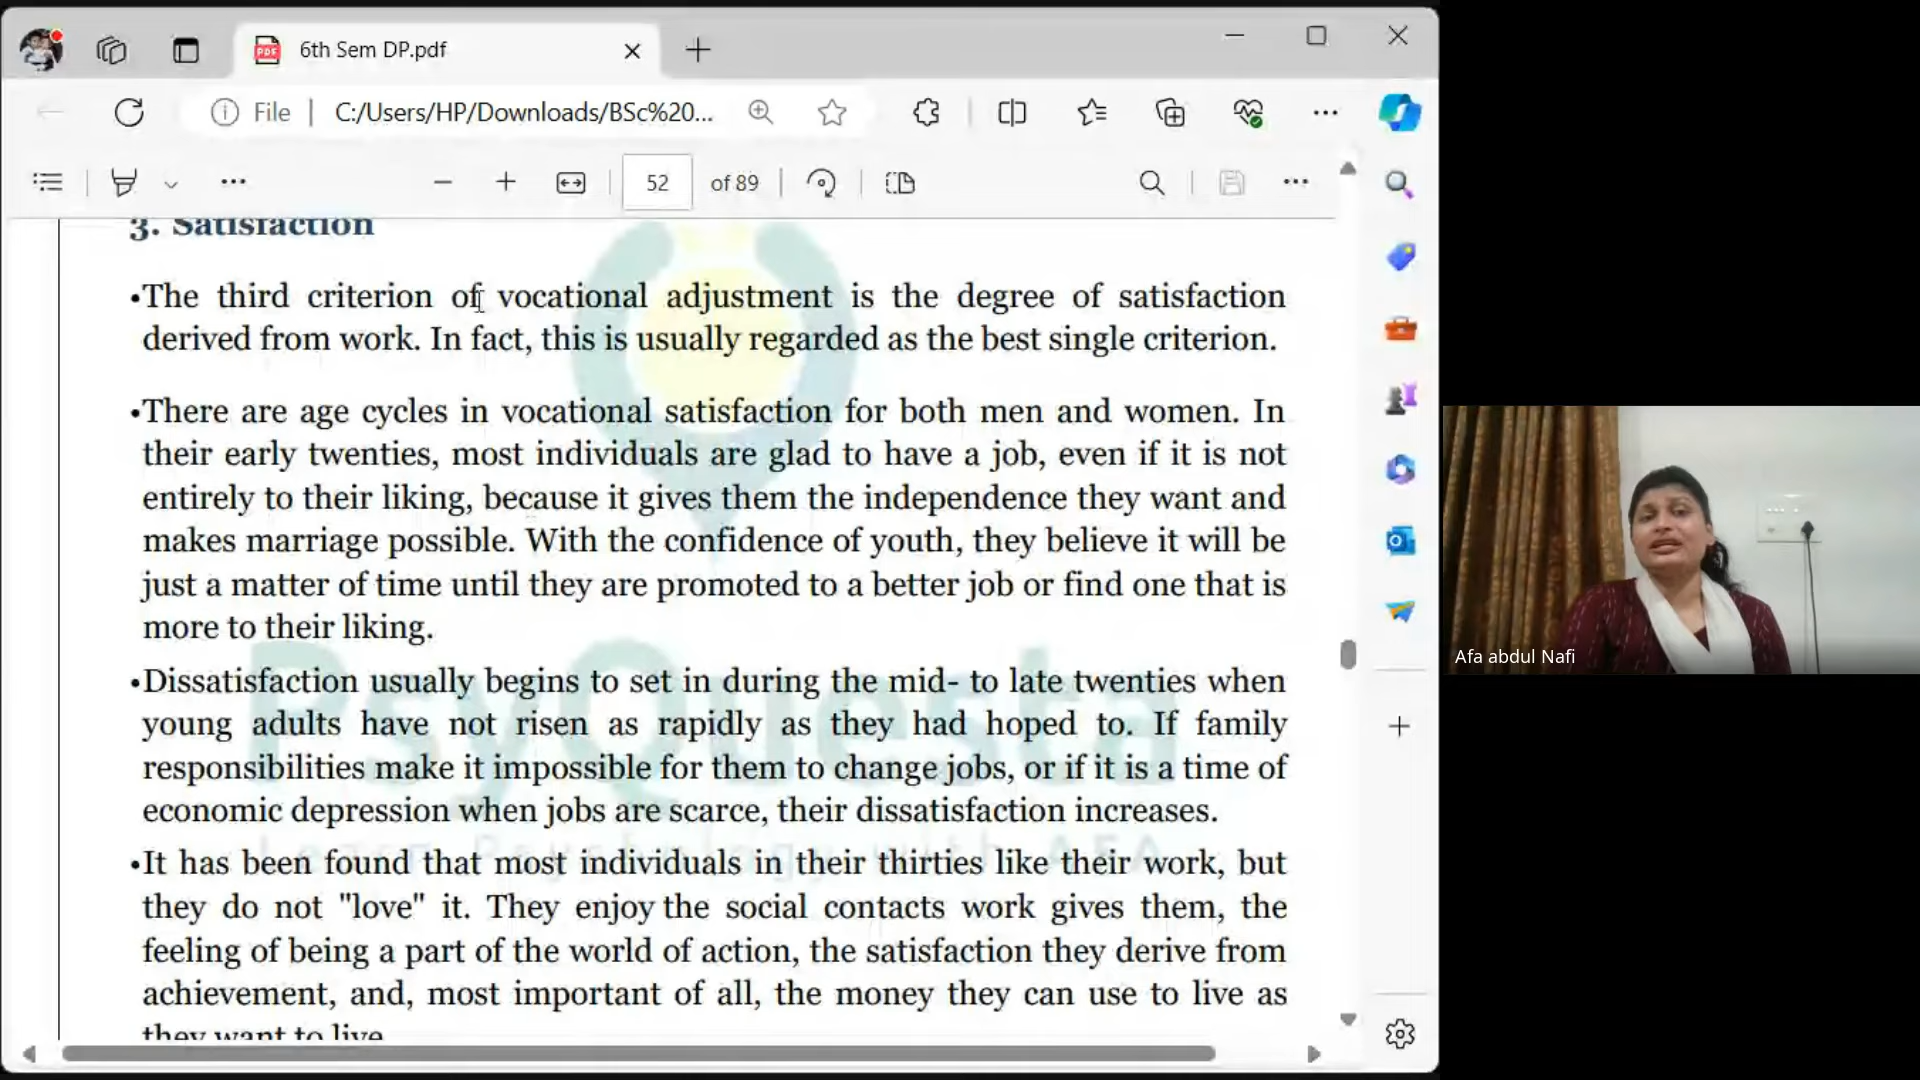 6th Sem DP.pdf
File | C:/Users/HP/Downloads/BSc%20...
52 of 89
3. Satisfaction
•The third criterion of vocational adjustment is the degree of satisfaction
derived from work. In fact, this is usually regarded as the best single criterion.
•There are age cycles in vocational satisfaction for both men and women. In
their early twenties, most individuals are glad to have a job, even if it is not
entirely to their liking, because it gives them the independence they want and
makes marriage possible. With the confidence of youth, they believe it will be
just a matter of time until they are promoted to a better job or find one that is
more to their liking.
•Dissatisfaction usually begins to set in during the mid- to late twenties when
young adults have not risen as rapidly as they had hoped to. If family
responsibilities make it impossible for them to change jobs, or if it is a time of
economic depression when jobs are scarce, their dissatisfaction increases.
•It has been found that most individuals in their thirties like their work, but
they do not "love" it. They enjoy the social contacts work gives them, the
feeling of being a part of the world of action, the satisfaction they derive from
achievement, and, most important of all, the money they can use to live as
they want to live
PsyQuesta
Learn Psychology with AFA
Afa abdul Nafi